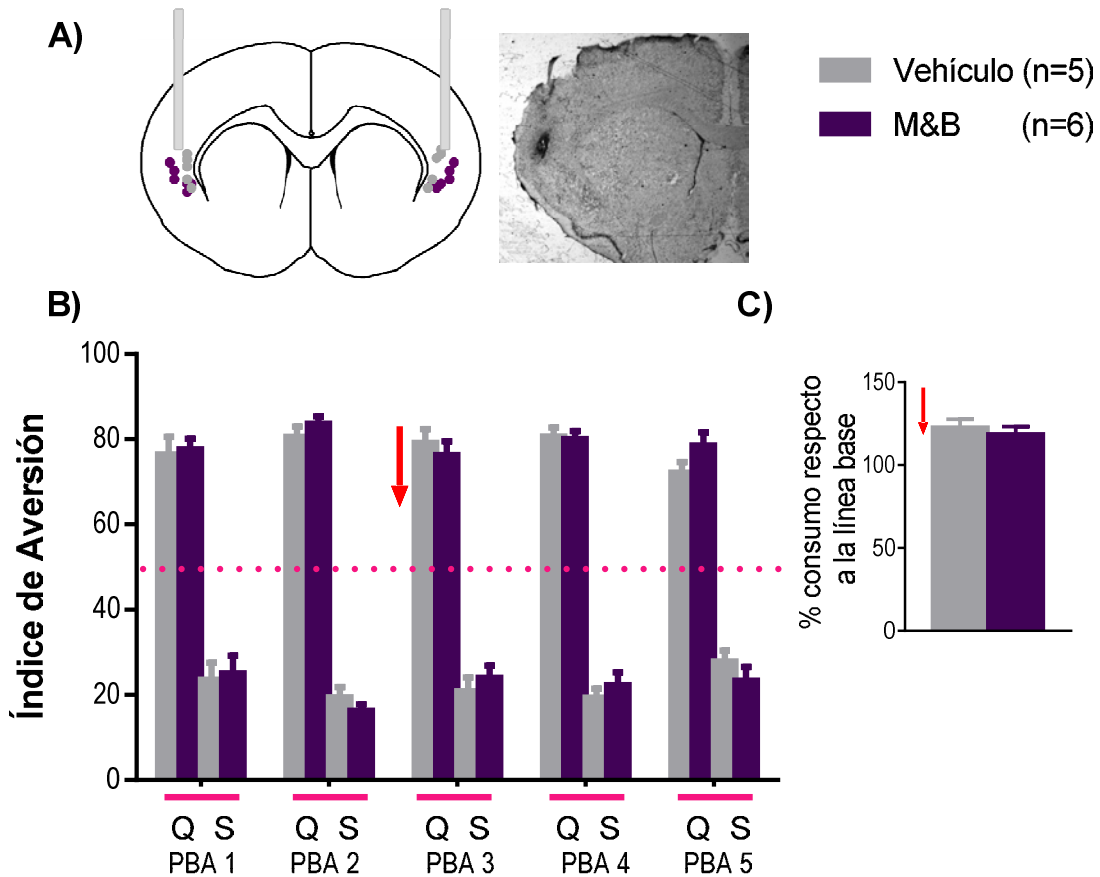 A)
Vehículo (n=5)
M&B (n=6)
B)
Índice de Aversión
100
80
60
40
20
0
Q S
PBA 1
Q S
PBA 2
Q S
PBA 3
Q S
PBA 4
Q S
PBA 5
C)
% consumo respecto
a la línea base
150
100
50
0